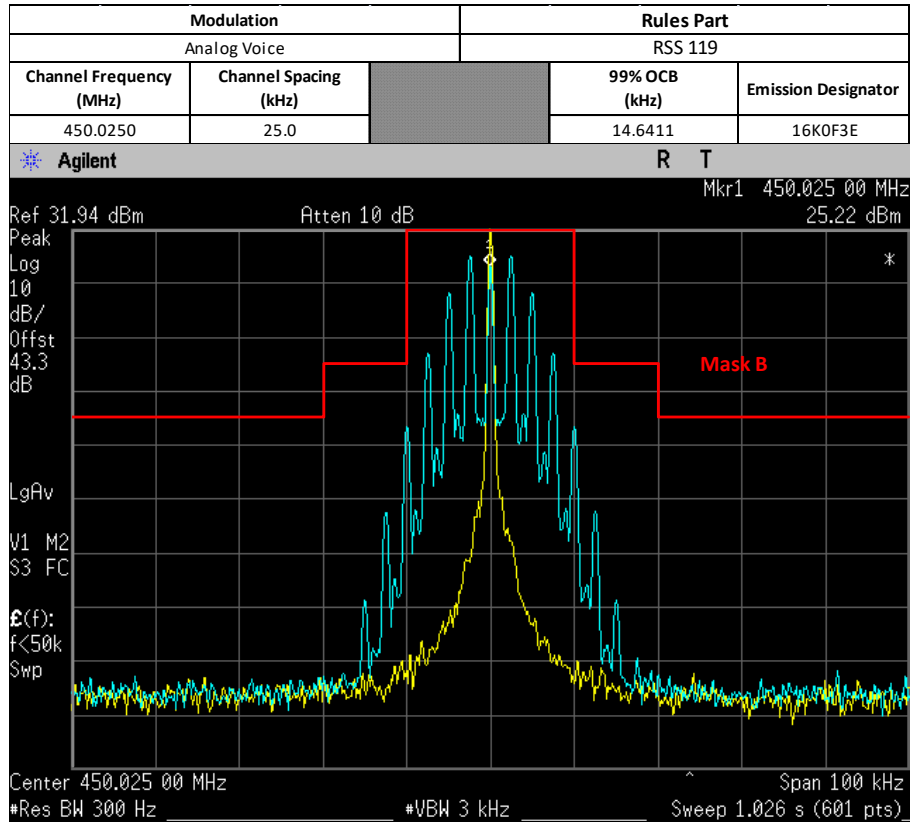 Modulation Rules Part
Analog Voice RSS 119
Channel Frequency (MHz) Channel Spacing (kHz) 99% OCB (kHz) Emission Designator
450.0250 25.0 14.6411 16K0F3E
Agilent R T
Mkr1 450.025 00 MHz
Ref 31.94 dBm Atten 10 dB 25.22 dBm
Peak
Log
10
dB/
Offst
43.3
dB
1
*
Mask B
LgAv
V1 M2
S3 FC
£(f):
f<50k
Swp
Center 450.025 00 MHz ^ Span 100 kHz
#Res BW 300 Hz #VBW 3 kHz Sweep 1.026 s (601 pts)